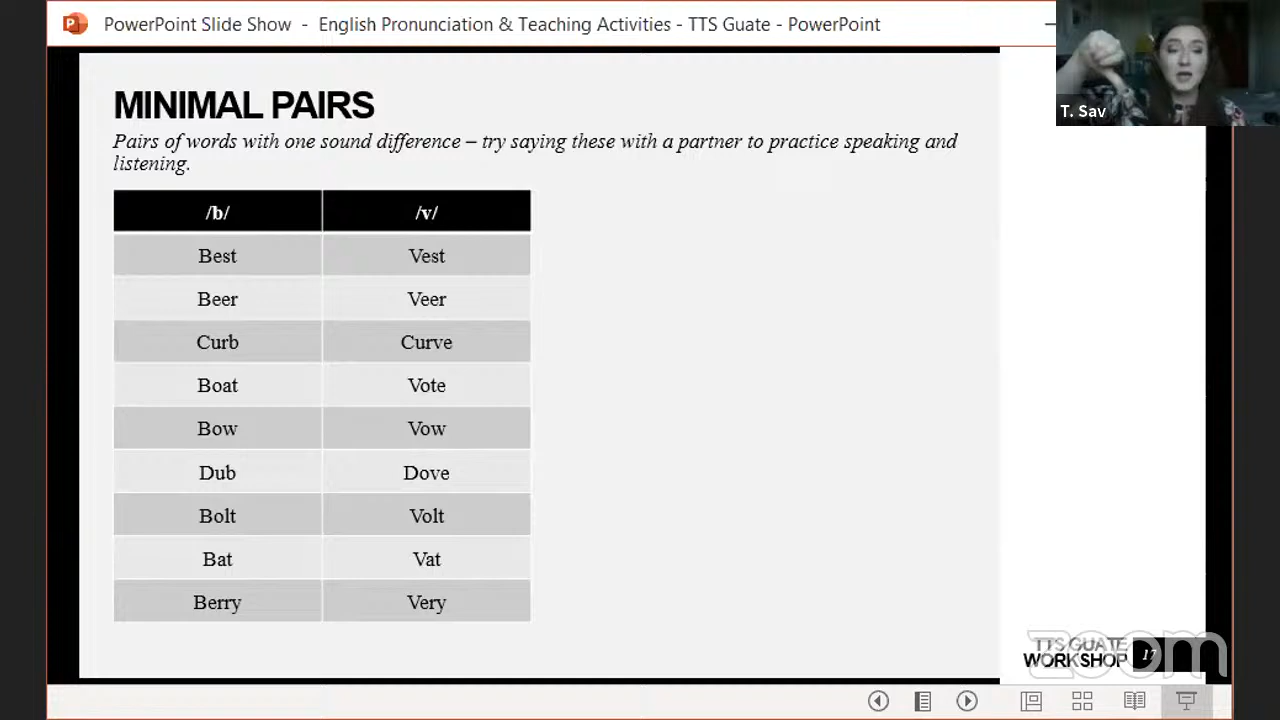 PowerPoint Slide Show - English Pronunciation & Teaching Activities - TTS Guate - PowerPoint
T. Sav
MINIMAL PAIRS
Pairs of words with one sound difference – try saying these with a partner to practice speaking and
listening.
/b/ /v/
Best Vest
Beer Veer
Curb Curve
Boat Vote
Bow Vow
Dub Dove
Bolt Volt
Bat Vat
Berry Very
TTS GUATE
WORKSHOP 17
zoom